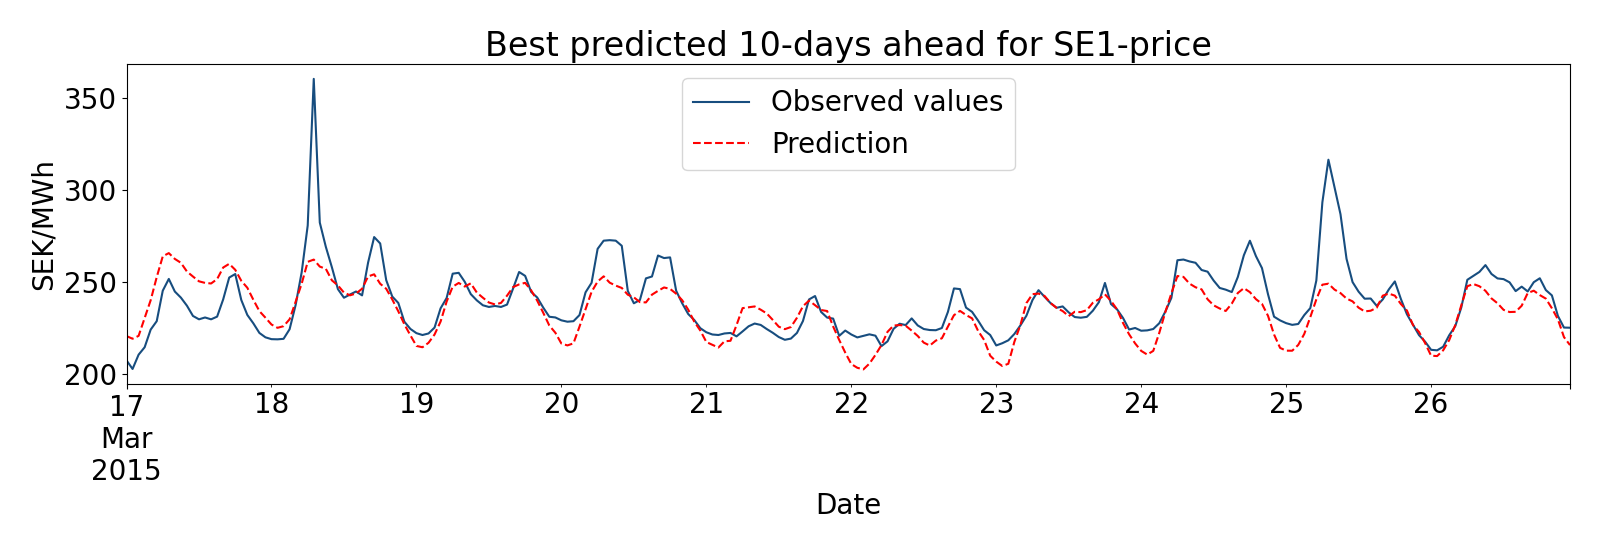 Best predicted 10-days ahead for SE1-price
SEK/MWh
350
300
250
200
Observed values
Prediction
17 18 19 20 21 22 23 24 25 26
Mar
2015
Date